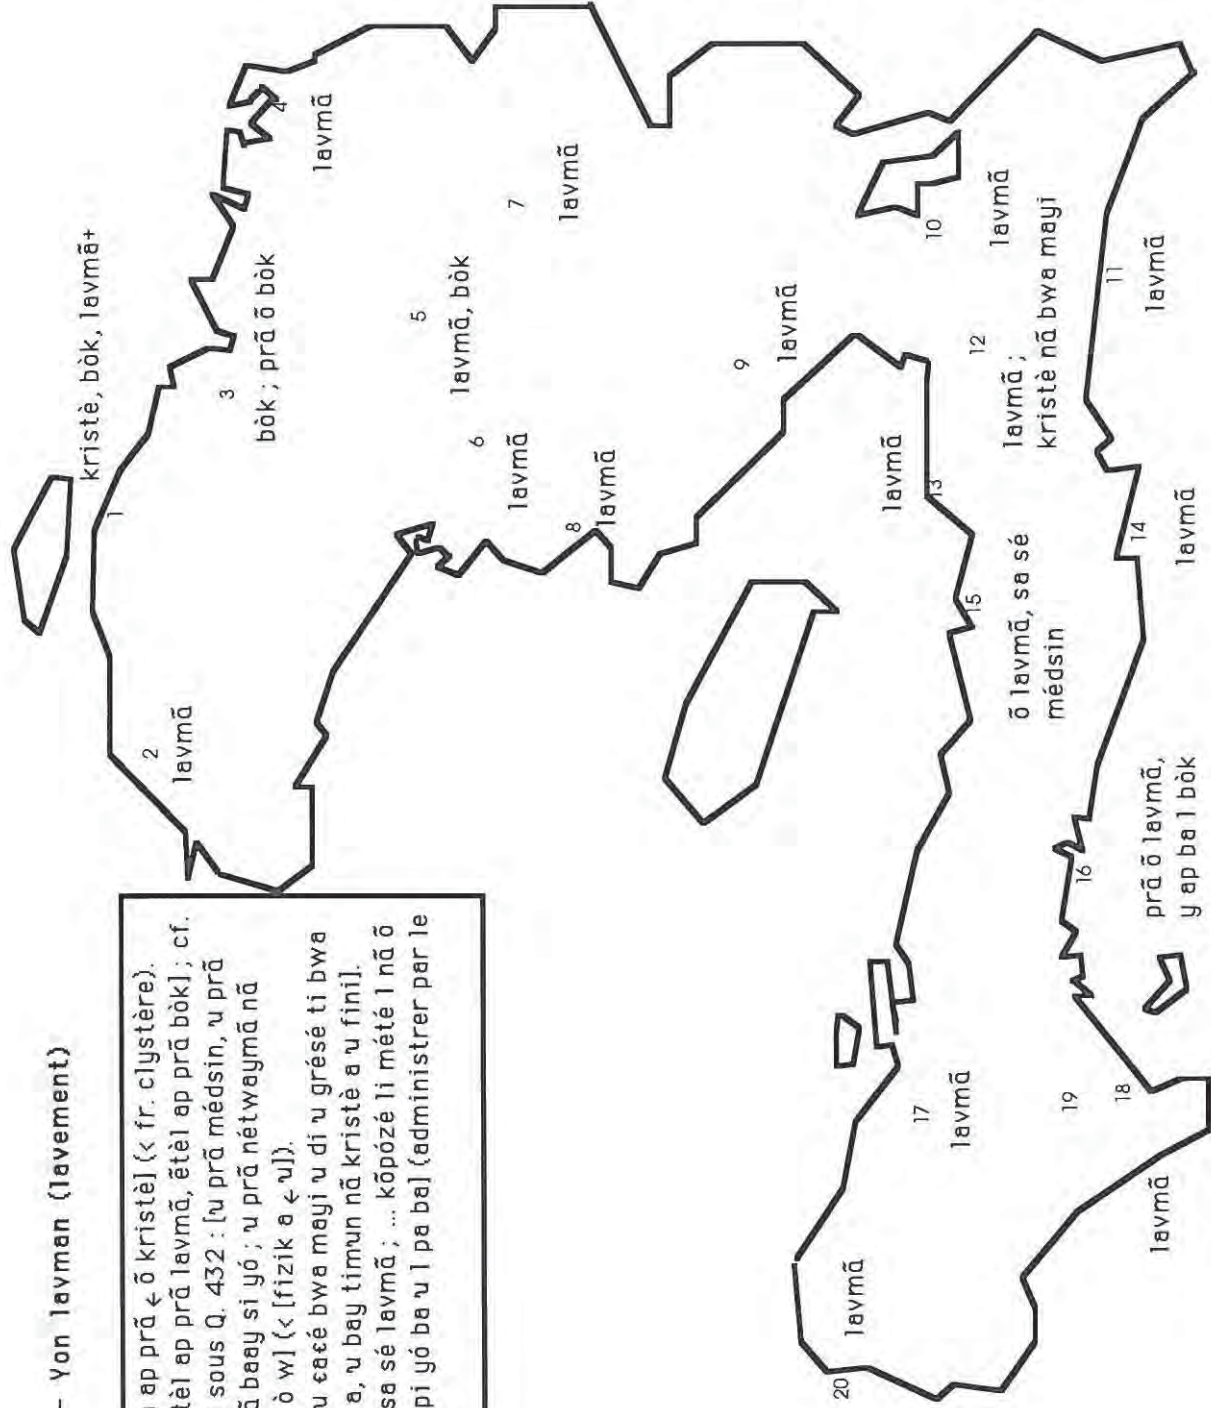 – Yon lavman (lavement)
ap prã ɛ õ kristè] (< fr. clystère).
tèl ap prã lavmã, ẽtèl ap prã bòk] ; cf.
sous Q. 432 : [u prã médsin, u prã
baay si yó ; u prã nétwaymã nã
ò w] (< [fizik a ɛ u]).
u ɛaɛé bwa mayi u di u grésé ti bwa
a, u bay timun nã kristè a u fini].
sa sé lavmã ; ... kõpózé li mété l nã õ
pi yó ba u l pa ba] (administrer par le
kristè, bòk, lavmã+
1
2
lavmã
3
bòk ; prã õ bòk
4
lavmã
5
lavmã, bòk
6
lavmã
7
lavmã
8
lavmã
9
lavmã
10
lavmã
11
lavmã
12
lavmã ;
kristè nã bwa mayi
13
lavmã
14
lavmã
15
õ lavmã, sa sé
médsin
16
prã õ lavmã,
y ap ba l bòk
17
lavmã
18
lavmã
19
20
lavmã